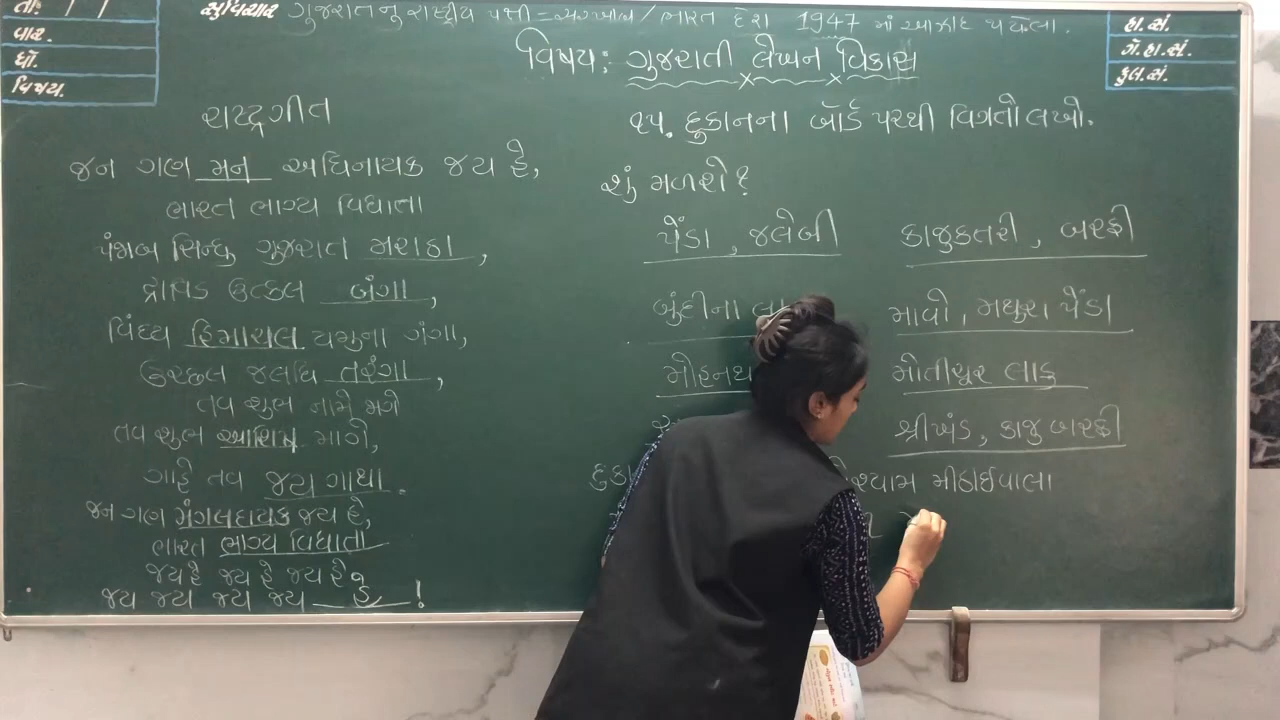 તા: / /
વાર.
ધો.
વિષય.
સુવિચાર ગુજરાતનુ રાષ્ટ્રીય પક્ષી = સુરખાબ / ભારત દેશ 1947 માં આઝાદ થયેલા.
હા.સં.
ગે.હા.સં.
કુલ.સં.
વિષય: ગુજરાતી લેખન વિકાસ
રાષ્ટ્રગીત
જન ગણ મન અધિનાયક જય હે,
ભારત ભાગ્ય વિધાતા
પંજાબ સિન્ધુ ગુજરાત મરાઠા,
દ્રાવિડ ઉત્કલ બંગા,
વિંધ્ય હિમાચલ યમુના ગંગા,
ઉચ્છલ જલધિ તરંગા,
તવ શુભ નામે જાગે
તવ શુભ આશિષ માગે,
ગાહે તવ જય ગાથા.
જન ગણ મંગલદાયક જય હે,
ભારત ભાગ્ય વિધાતા
જય હે જય હે જય હે
જય જય જય જય હે!
૨૫. દુકાનના બૉર્ડ પરથી વિગતો લખો.
શું મળશે?
પેંડા, જલેબી કાજુકતરી, બરફી
બુંદીના માવો, મથુરા પેંડા
મોહનથ મોતીચૂર લાડુ
શ્રીખંડ, કાજુ બરફી
દુકા શ્યામ મીઠાઈવાલા